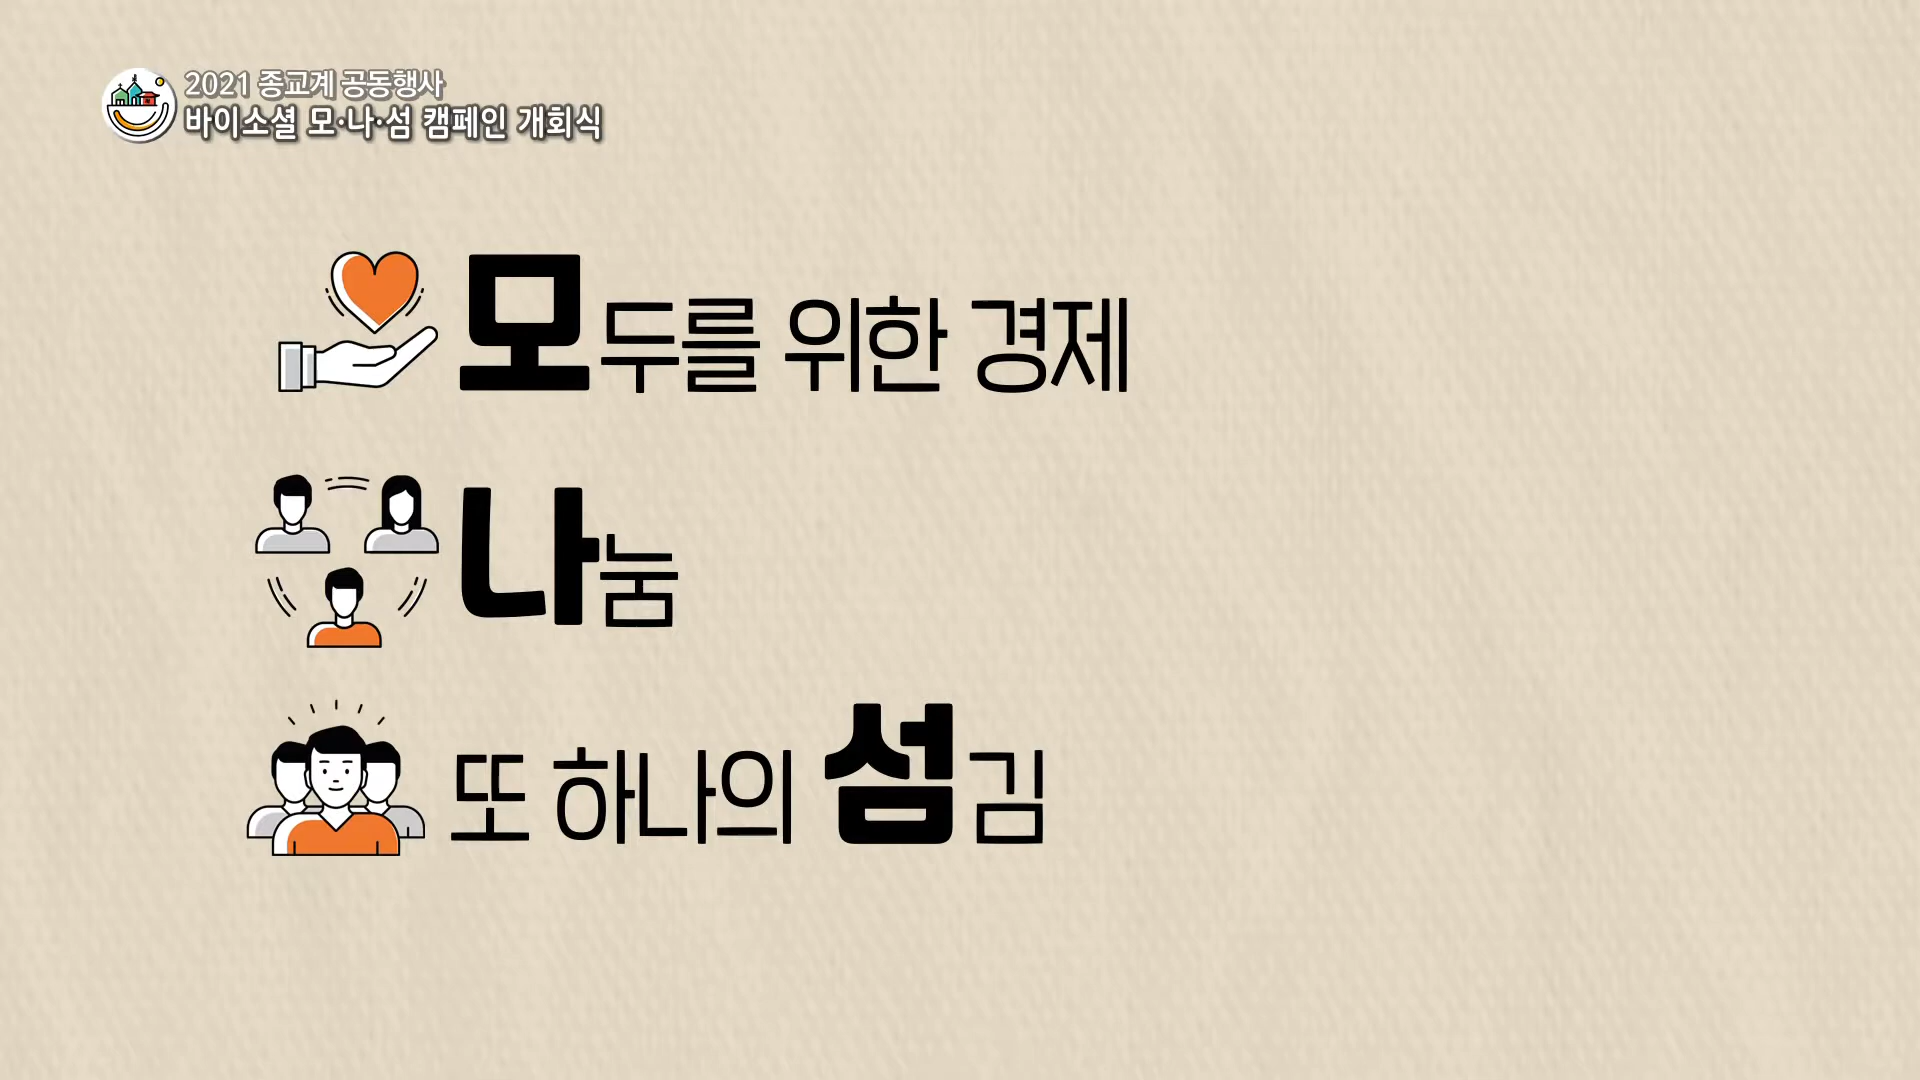 2021 종교계 공동행사
바이소셜 모·나·섬 캠페인 개회식
모두를 위한 경제
나눔
또 하나의 섬김